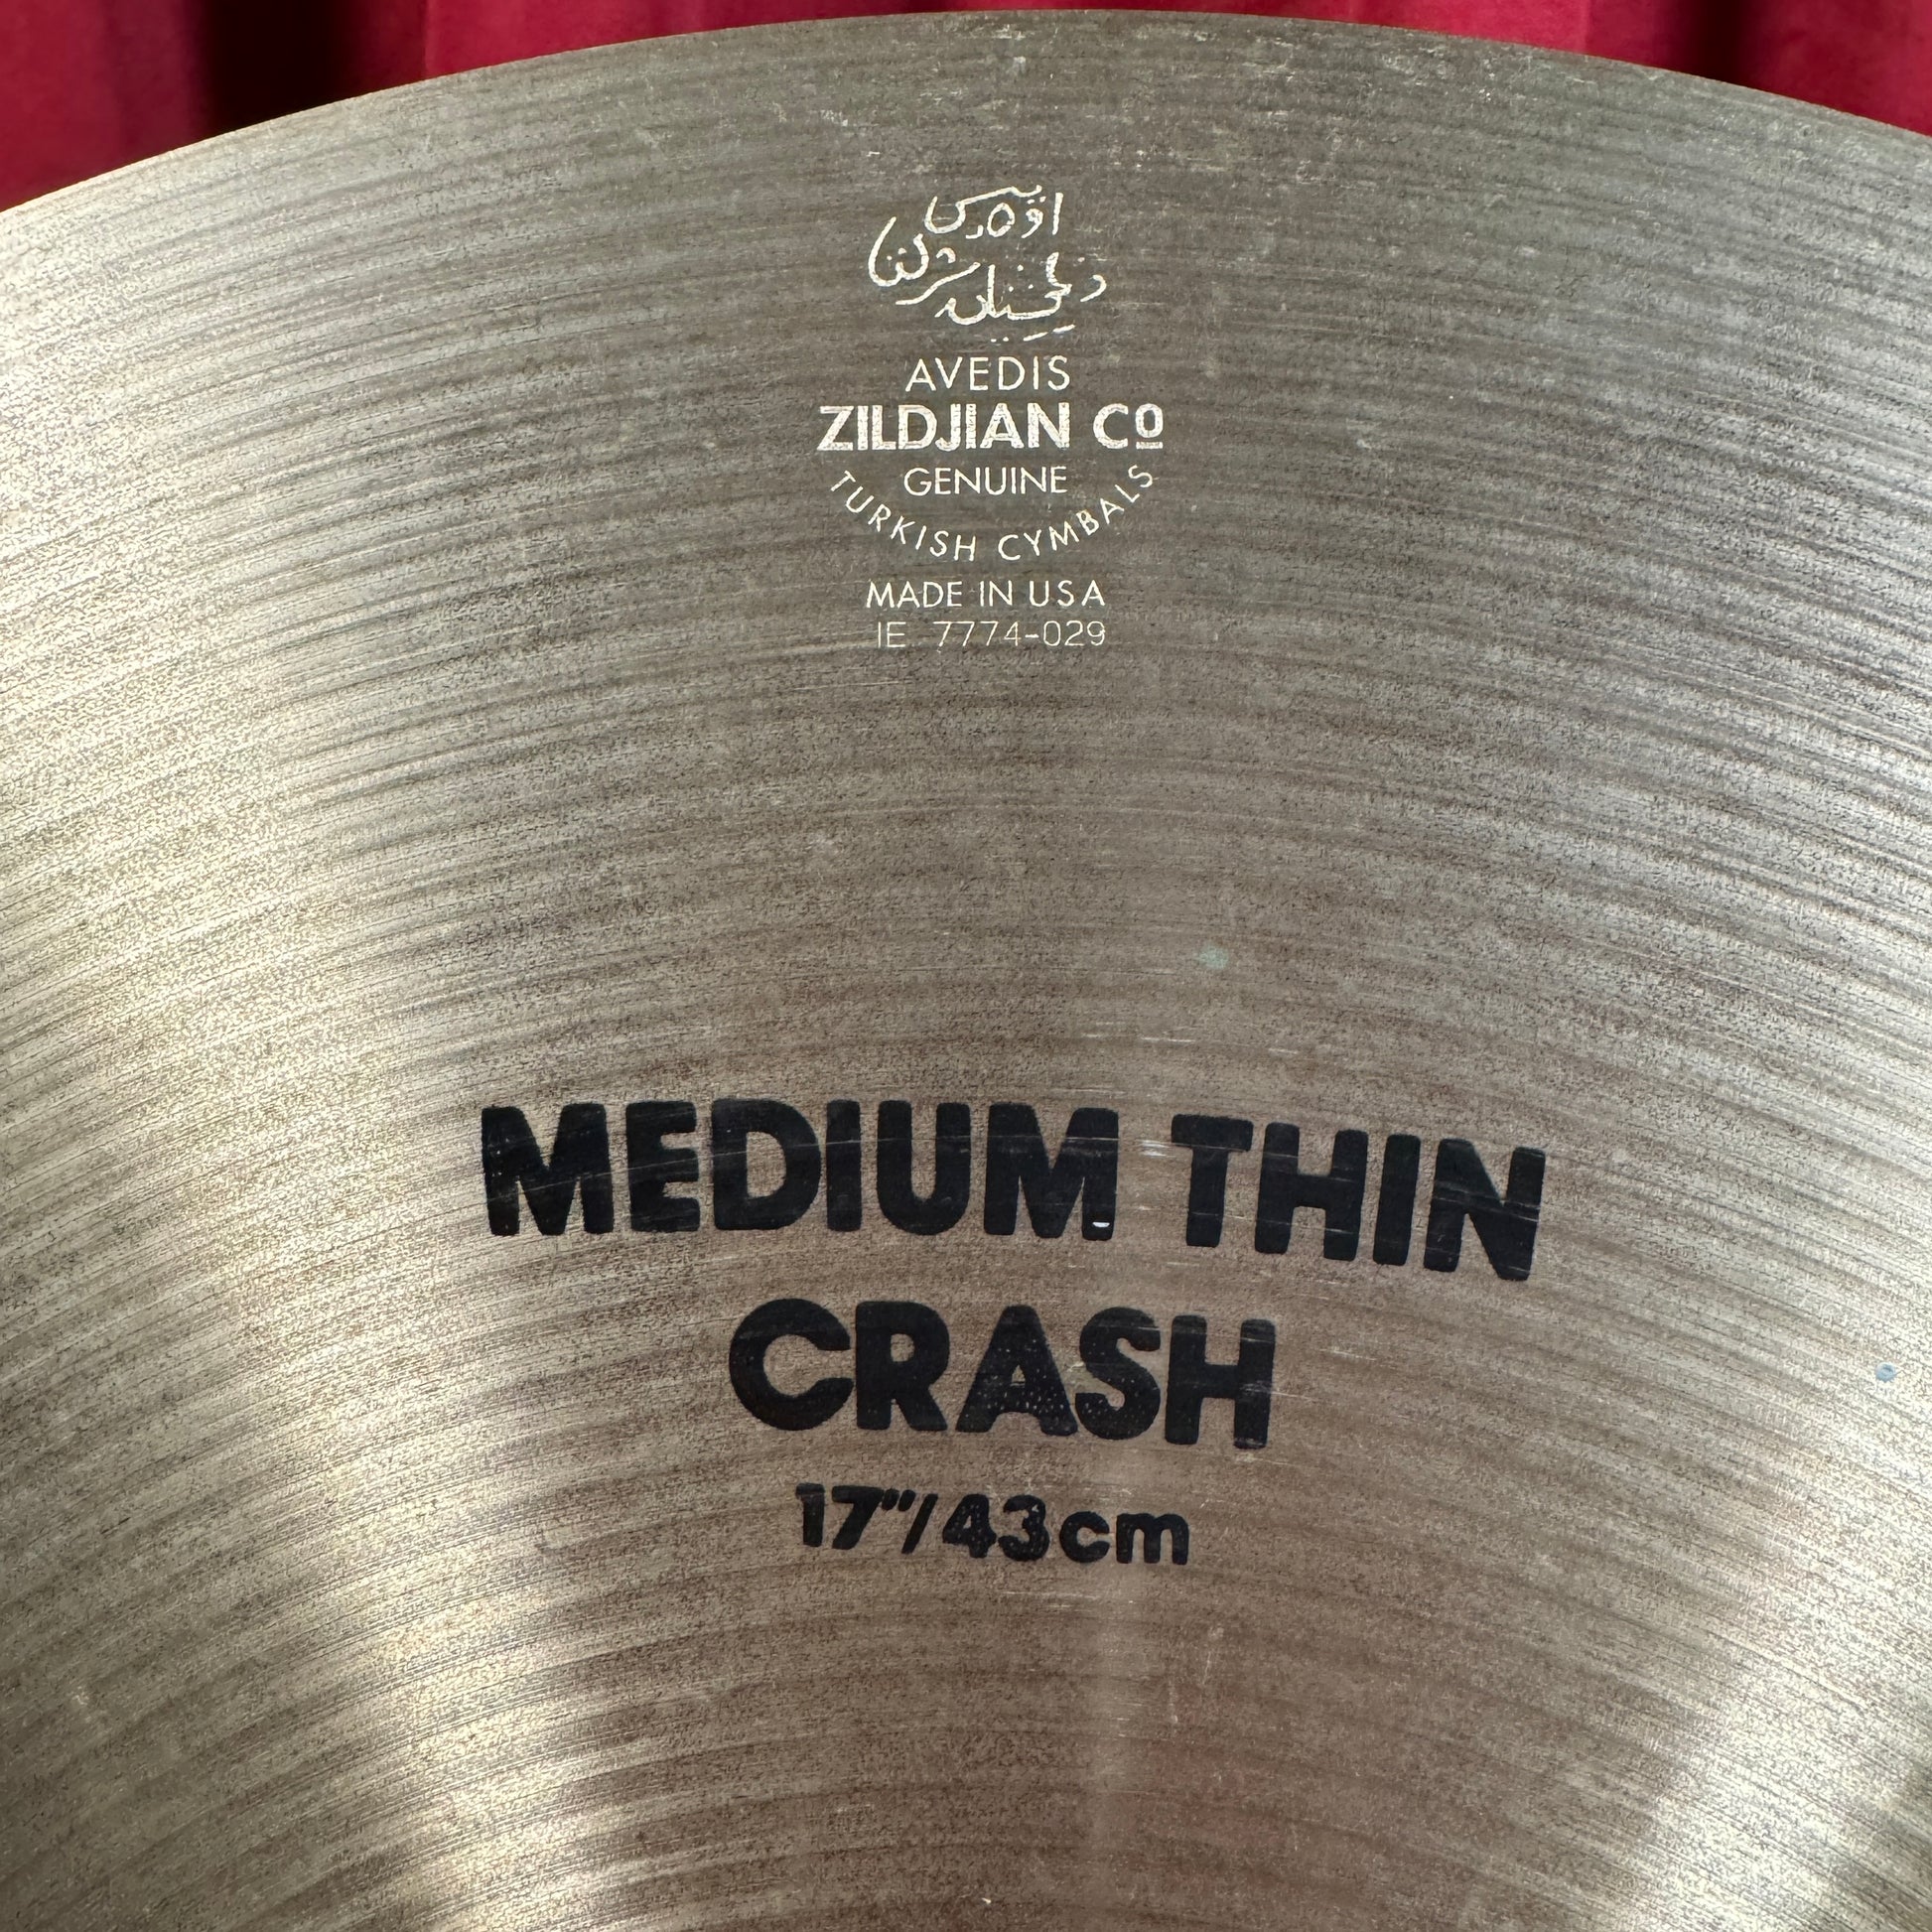 AVEDIS
ZILDJIAN Co
GENUINE
TURKISH CYMBALS
MADE IN USA
IE 7774-029
MEDIUM THIN
CRASH
17"/43cm